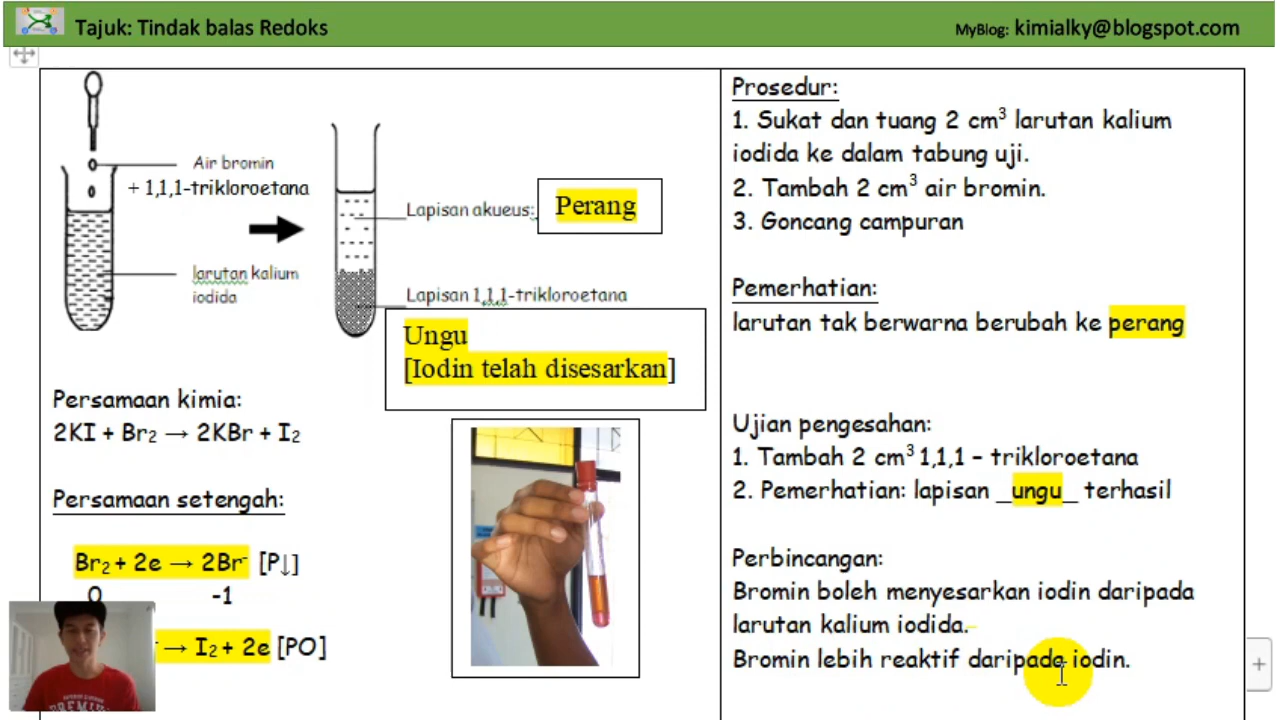 Tajuk: Tindak balas Redoks
MyBlog: kimialky@blogspot.com
Air bromin
+ 1,1,1-trikloroetana
larutan kalium
iodida
Lapisan akueus:
Perang
Lapisan 1,1,1-trikloroetana
Ungu
[Iodin telah disesarkan]
Persamaan kimia:
2KI + Br₂ → 2KBr + I₂
Persamaan setengah:
Br₂ + 2e → 2Br⁻ [P↓]
0 -1
→ I₂ + 2e [PO]
Prosedur:
1. Sukat dan tuang 2 cm³ larutan kalium
iodida ke dalam tabung uji.
2. Tambah 2 cm³ air bromin.
3. Goncang campuran
Pemerhatian:
larutan tak berwarna berubah ke perang
Ujian pengesahan:
1. Tambah 2 cm³ 1,1,1 – trikloroetana
2. Pemerhatian: lapisan _ungu_ terhasil
Perbincangan:
Bromin boleh menyesarkan iodin daripada
larutan kalium iodida.
Bromin lebih reaktif daripada iodin.